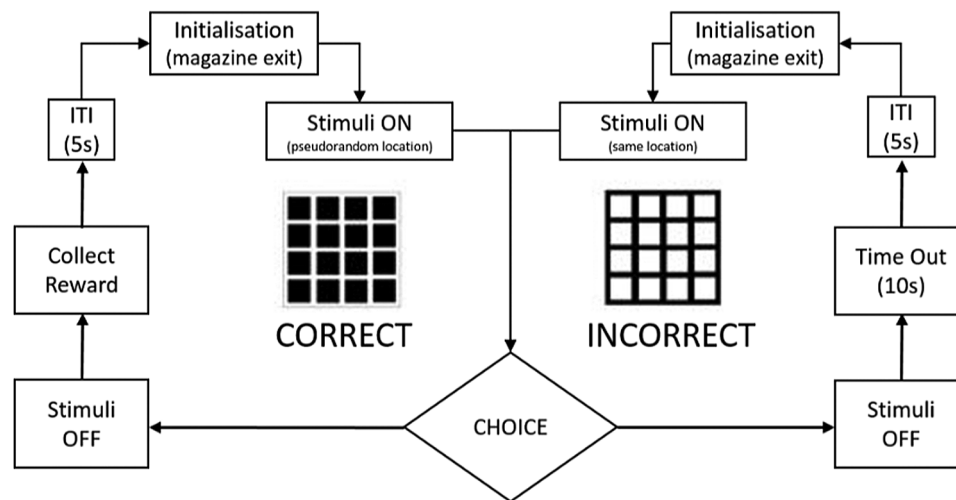 Initialisation
(magazine exit)
Initialisation
(magazine exit)
ITI
(5s)
Stimuli ON
(pseudorandom location)
Stimuli ON
(same location)
ITI
(5s)
Collect
Reward
CORRECT
INCORRECT
Time Out
(10s)
Stimuli
OFF
CHOICE
Stimuli
OFF